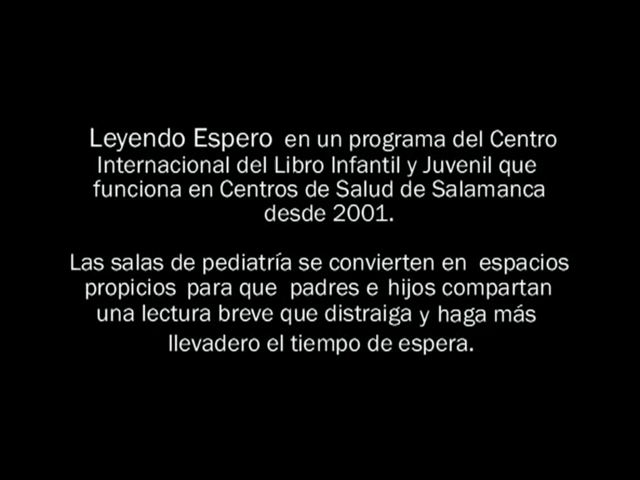 Leyendo Espero en un programa del Centro
Internacional del Libro Infantil y Juvenil que
funciona en Centros de Salud de Salamanca
desde 2001.
Las salas de pediatría se convierten en espacios
propicios para que padres e hijos compartan
una lectura breve que distraiga y haga más
llevadero el tiempo de espera.